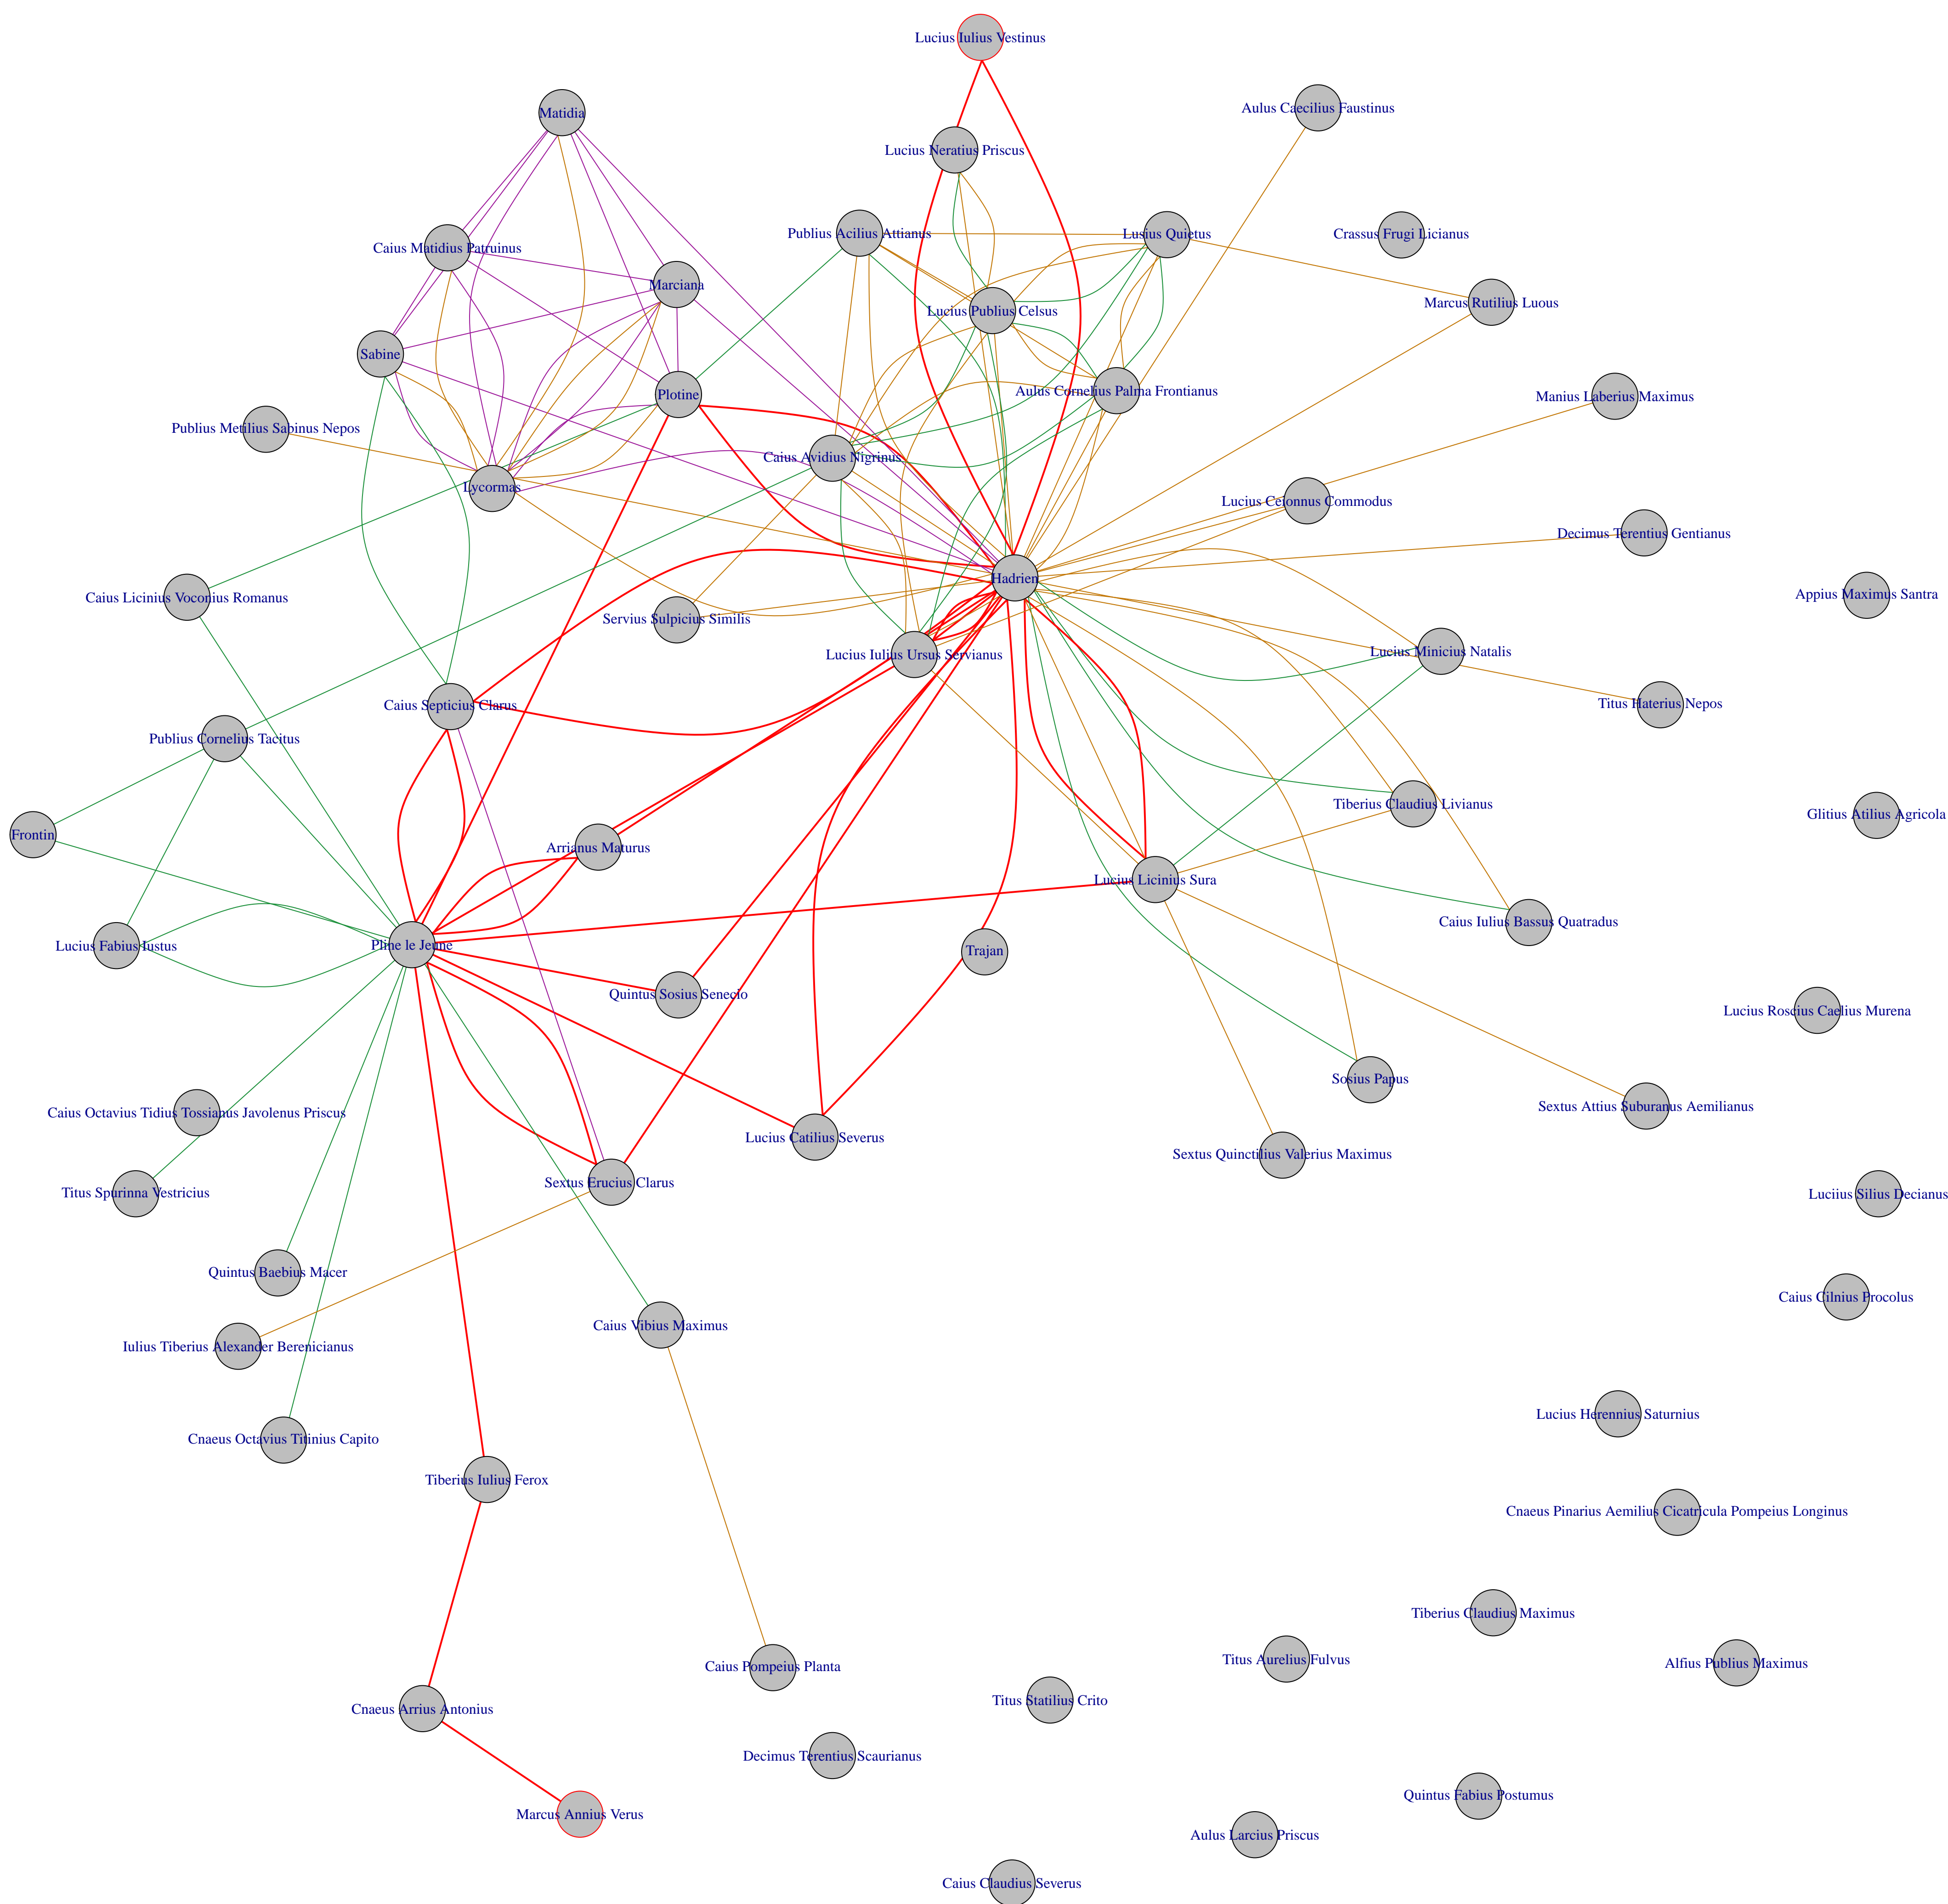 Lucius Iulius Vestinus
Aulus Caecilius Faustinus
Matidia
Lucius Neratius Priscus
Publius Acilius Attianus
Lusius Quietus
Crassus Frugi Licianus
Caius Matidius Patruinus
Marciana
Marcus Rutilius Luous
Lucius Publius Celsus
Sabine
Plotine
Aulus Cornelius Palma Frontianus
Manius Laberius Maximus
Publius Metilius Sabinus Nepos
Caius Avidius Nigrinus
Lycormas
Lucius Ceionnus Commodus
Decimus Terentius Gentianus
Hadrien
Caius Licinius Voconius Romanus
Appius Maximus Santra
Servius Sulpicius Similis
Lucius Iulius Ursus Servianus
Lucius Minicius Natalis
Caius Septicius Clarus
Titus Haterius Nepos
Publius Cornelius Tacitus
Tiberius Claudius Livianus
Glitius Atilius Agricola
Frontin
Arrianus Maturus
Lucius Licinius Sura
Caius Iulius Bassus Quatradus
Lucius Fabius Iustus
Pline le Jeune
Trajan
Quintus Sosius Senecio
Lucius Roscius Caelius Murena
Sosius Papus
Caius Octavius Tidius Tossianus Javolenus Priscus
Sextus Attius Suburanus Aemilianus
Lucius Catilius Severus
Sextus Quinctilius Valerius Maximus
Sextus Erucius Clarus
Titus Spurinna Vestricius
Luciius Silius Decianus
Quintus Baebius Macer
Caius Cilnius Procolus
Caius Vibius Maximus
Iulius Tiberius Alexander Berenicianus
Lucius Herennius Saturnius
Cnaeus Octavius Titinius Capito
Tiberius Iulius Ferox
Cnaeus Pinarius Aemilius Cicatricula Pompeius Longinus
Tiberius Claudius Maximus
Titus Aurelius Fulvus
Alfius Publius Maximus
Caius Pompeius Planta
Titus Statilius Crito
Cnaeus Arrius Antonius
Decimus Terentius Scaurianus
Quintus Fabius Postumus
Marcus Annius Verus
Aulus Larcius Priscus
Caius Claudius Severus